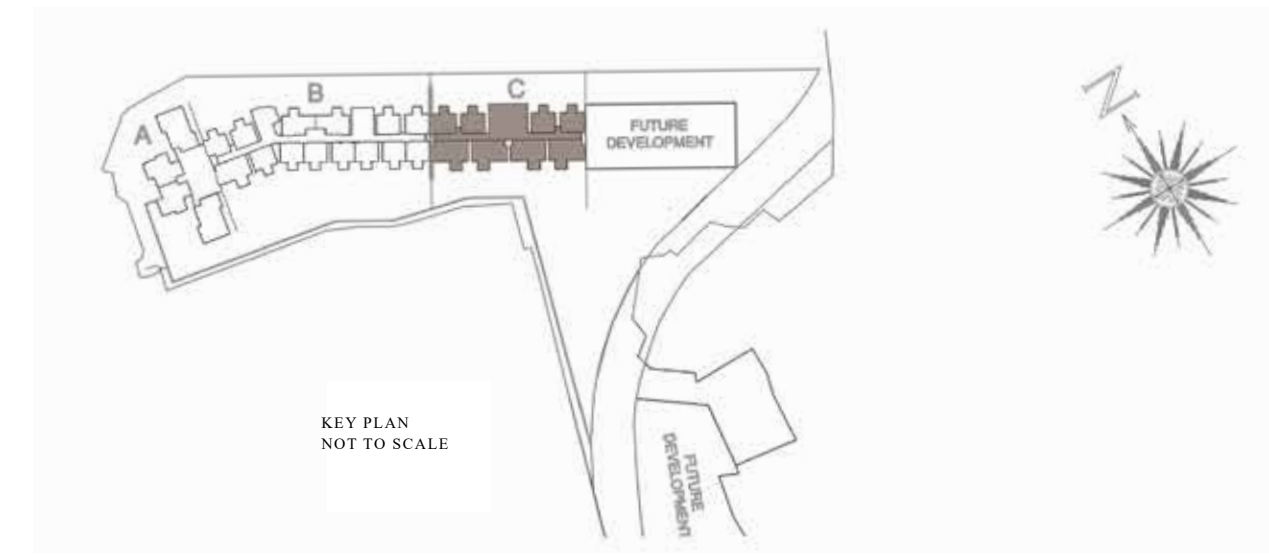 N
B
C
A
FUTURE
DEVELOPMENT
KEY PLAN
NOT TO SCALE
FUTURE
DEVELOPMENT